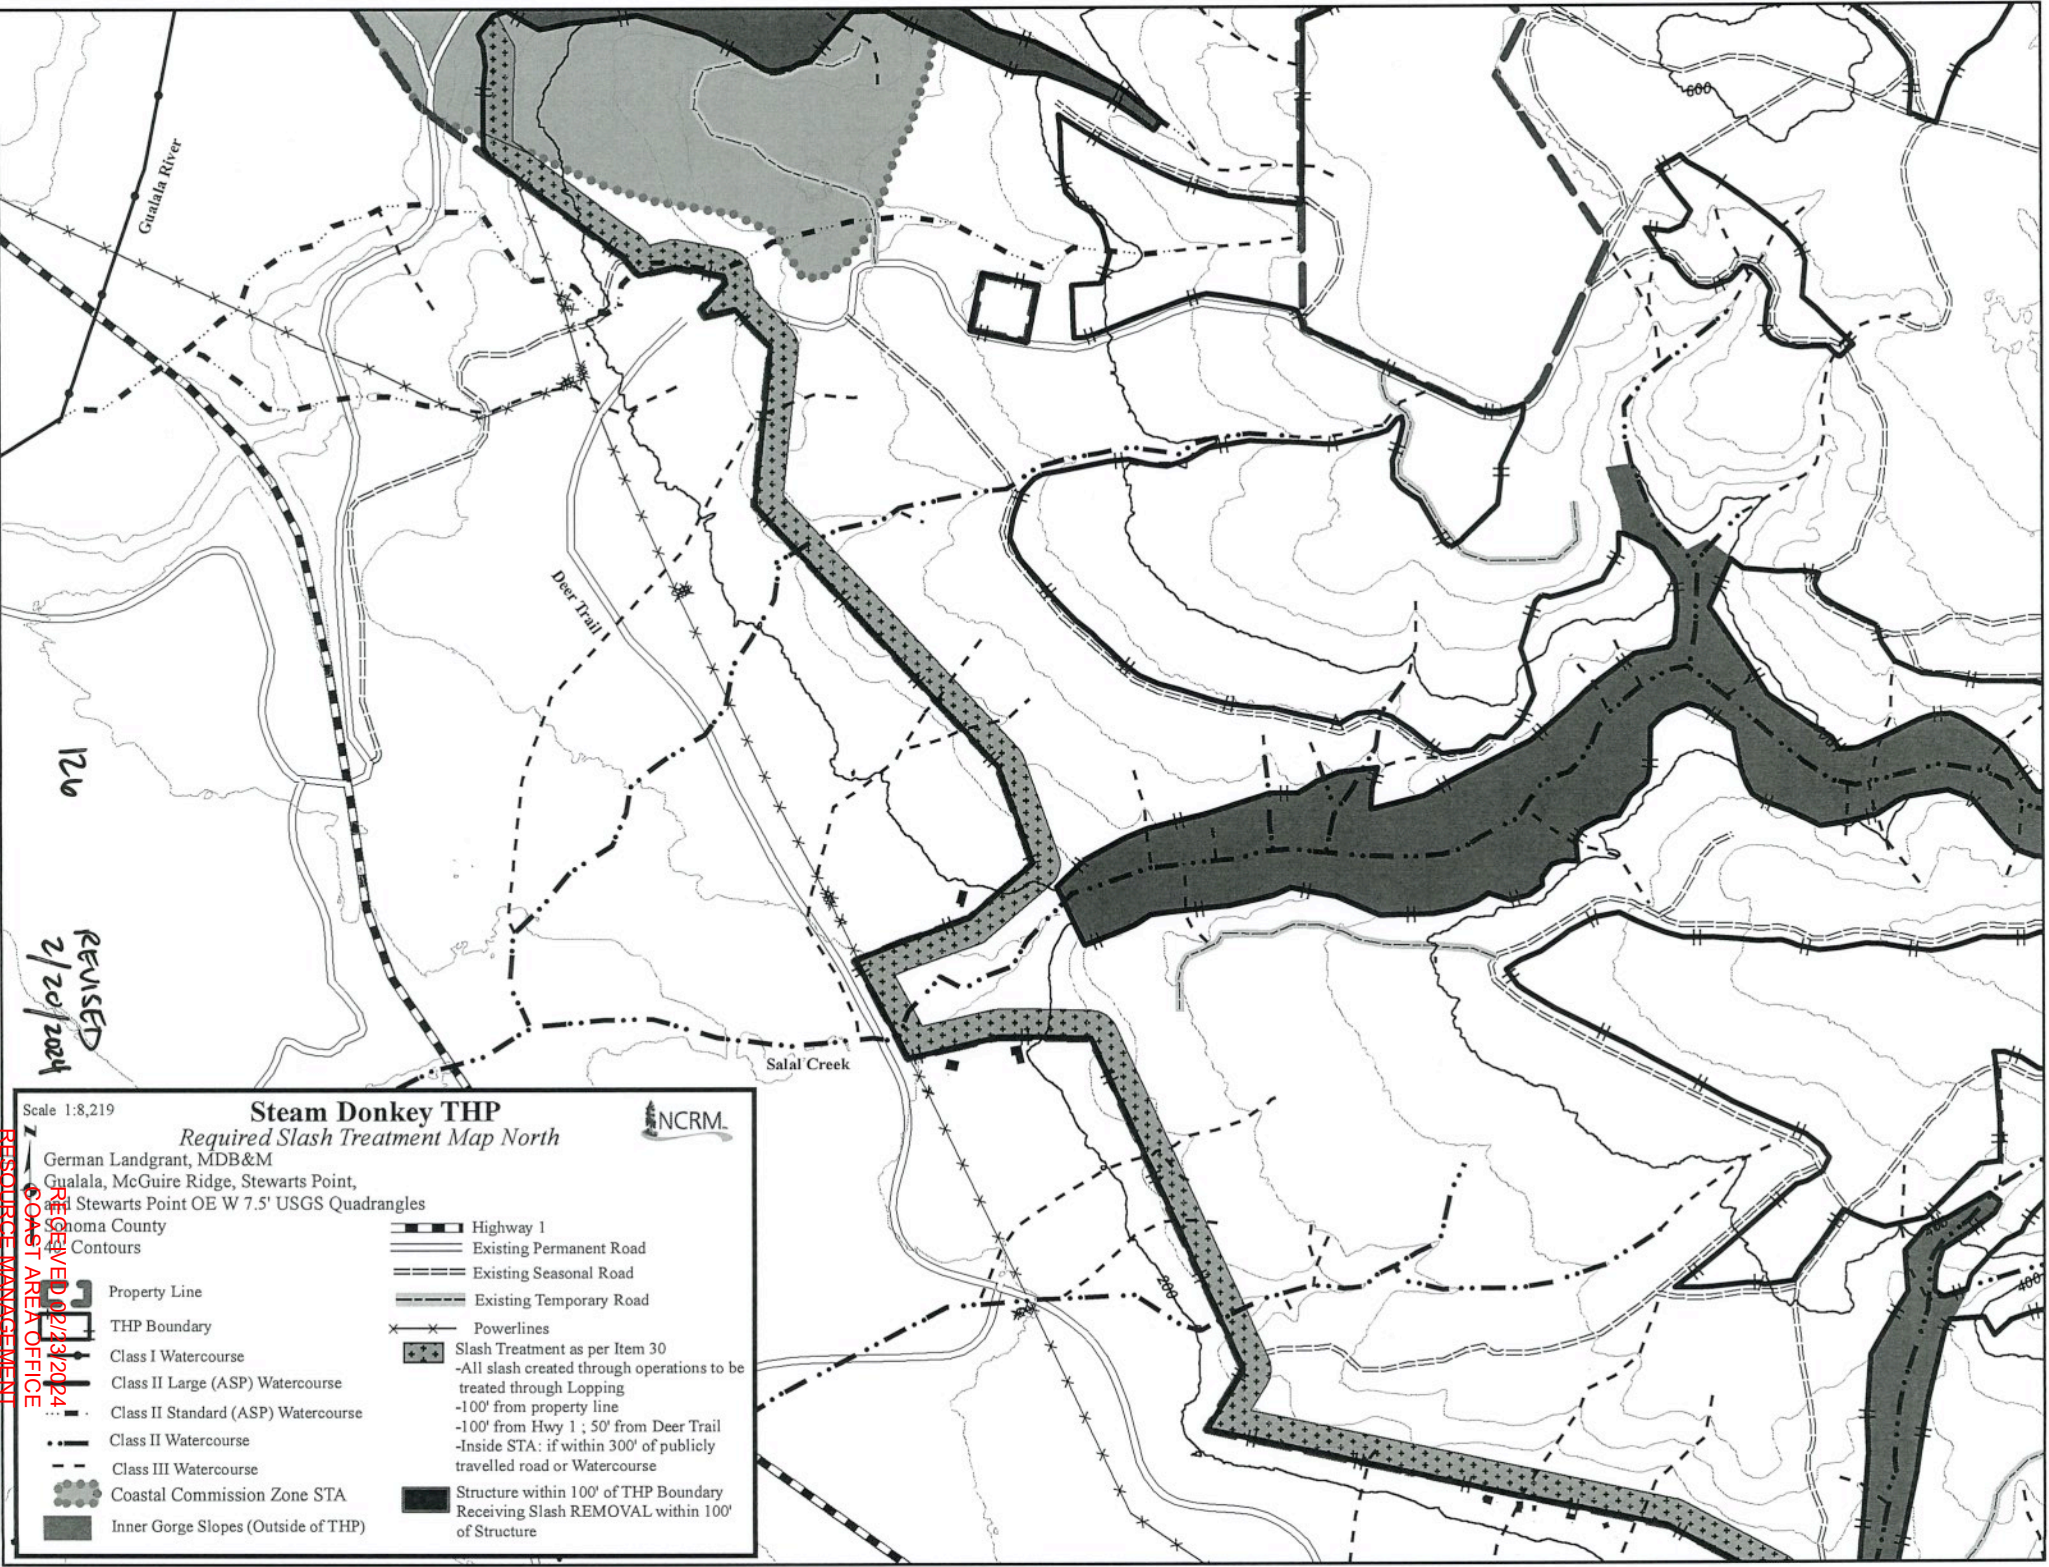 600
Gualala River
Deer Trail
126
REVISED
2/20/2024
Salal Creek
200
400
Scale 1:8,219
Steam Donkey THP
Required Slash Treatment Map North
NCRM
German Landgrant, MDB&M
Gualala, McGuire Ridge, Stewarts Point,
and Stewarts Point OE W 7.5' USGS Quadrangles
Sonoma County
40' Contours
Property Line
THP Boundary
Class I Watercourse
Class II Large (ASP) Watercourse
Class II Standard (ASP) Watercourse
Class II Watercourse
Class III Watercourse
Coastal Commission Zone STA
Inner Gorge Slopes (Outside of THP)
Highway 1
Existing Permanent Road
Existing Seasonal Road
Existing Temporary Road
Powerlines
Slash Treatment as per Item 30
-All slash created through operations to be
treated through Lopping
-100' from property line
-100' from Hwy 1 ; 50' from Deer Trail
-Inside STA: if within 300' of publicly
travelled road or Watercourse
Structure within 100' of THP Boundary
Receiving Slash REMOVAL within 100'
of Structure
RECEIVED 02/23/2024
COAST AREA OFFICE
RESOURCE MANAGEMENT